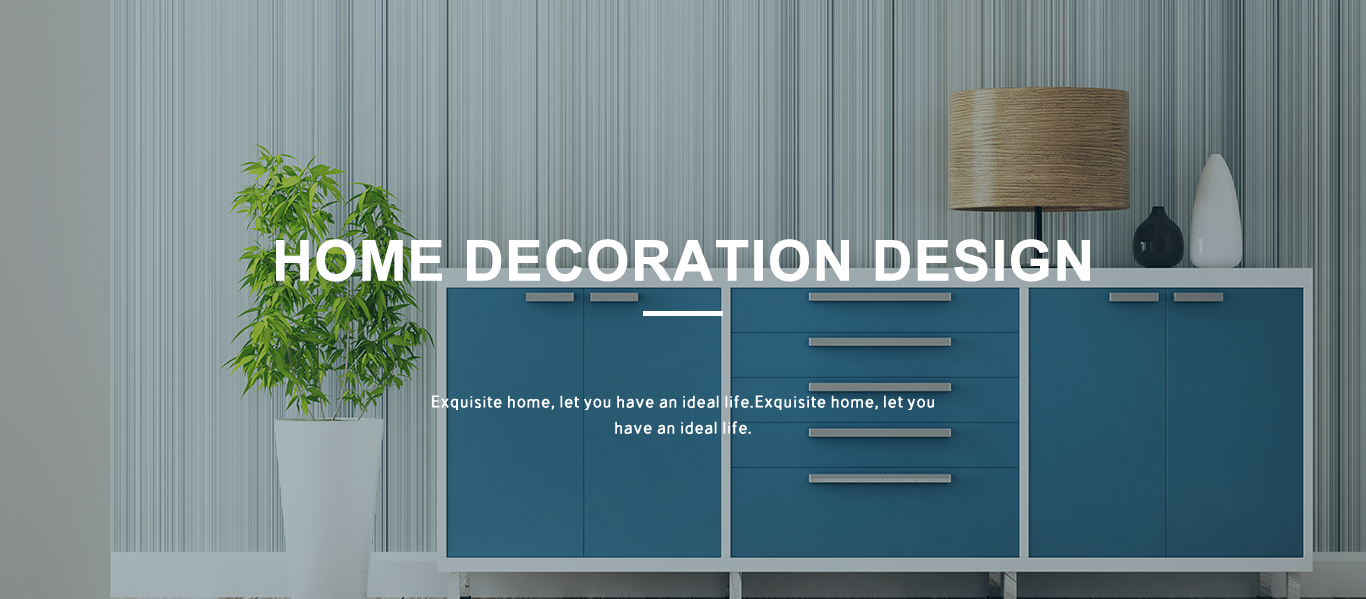 HOME DECORATION DESIGN
Exquisite home, let you have an ideal life.Exquisite home, let you
have an ideal life.